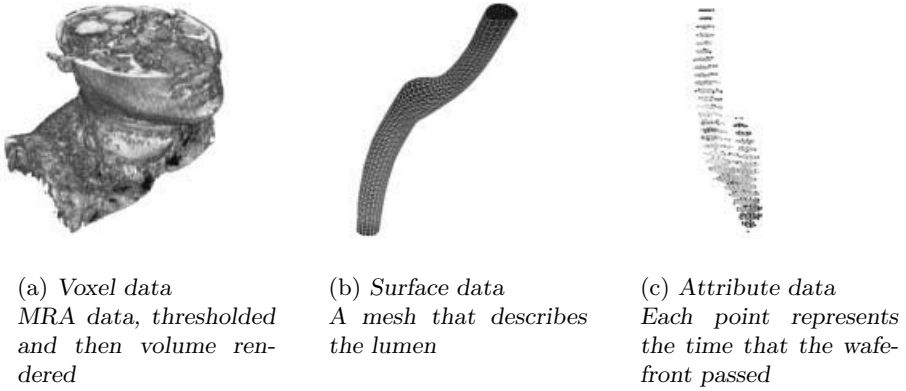 (a) Voxel data
MRA data, thresholded
and then volume ren-
dered
(b) Surface data
A mesh that describes
the lumen
(c) Attribute data
Each point represents
the time that the wafe-
front passed